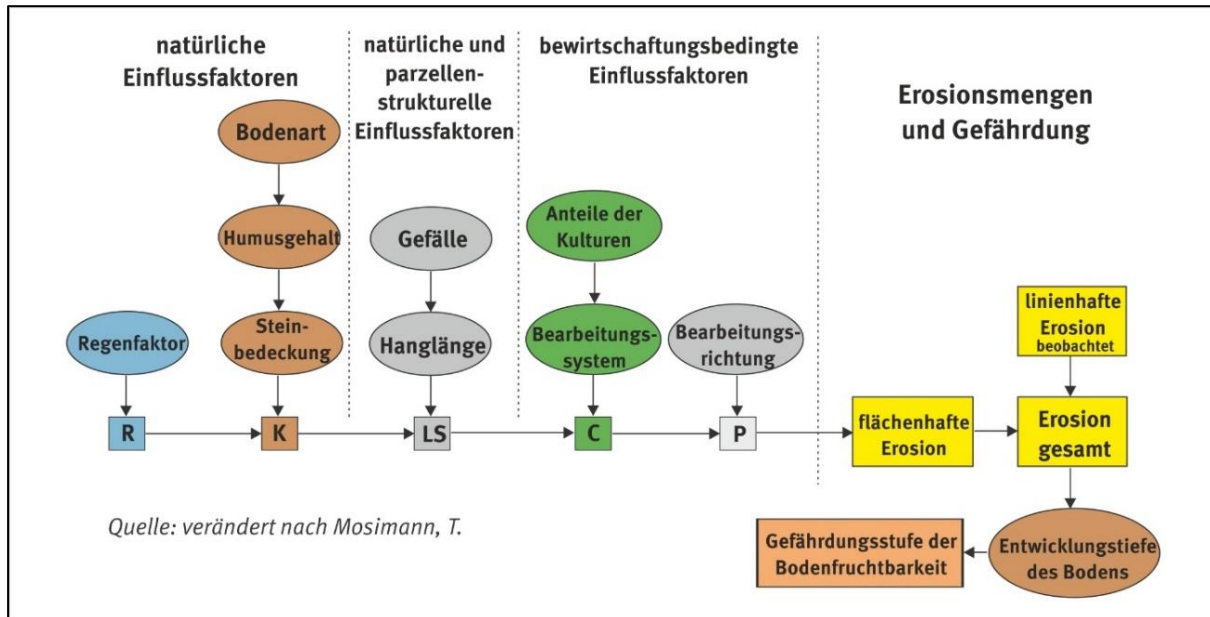 natürliche
Einflussfaktoren
natürliche und
parzellen-
strukturelle
Einflussfaktoren
bewirtschaftungsbedingte
Einflussfaktoren
Erosionsmengen
und Gefährdung
Bodenart
Humusgehalt
Stein-
bedeckung
Regenfaktor
Gefälle
Hanglänge
Anteile der
Kulturen
Bearbeitungs-
system
Bearbeitungs-
richtung
R
K
LS
C
P
linienhafte
Erosion
beobachtet
flächenhafte
Erosion
Erosion
gesamt
Entwicklungstiefe
des Bodens
Gefährdungsstufe der
Bodenfruchtbarkeit
Quelle: verändert nach Mosimann, T.